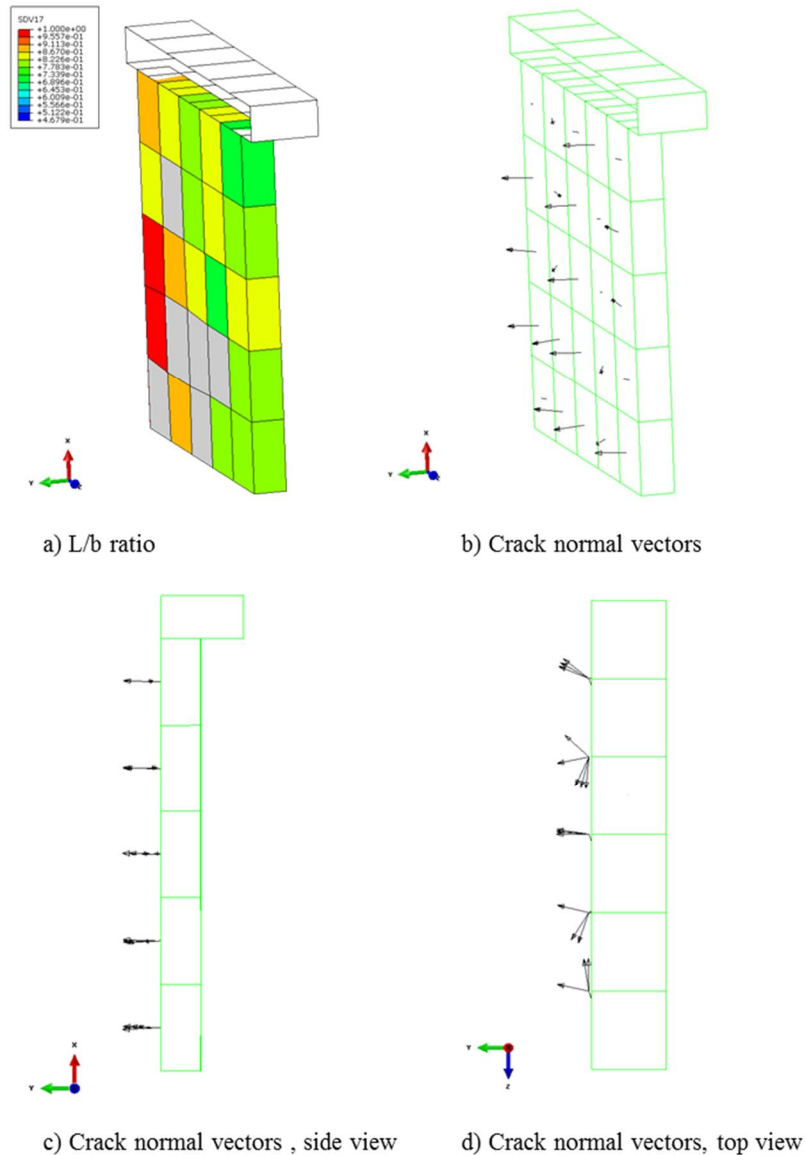 SDV17
+1.000e+00
+9.557e-01
+9.113e-01
+8.670e-01
+8.226e-01
+7.783e-01
+7.339e-01
+6.896e-01
+6.453e-01
+6.009e-01
+5.566e-01
+5.122e-01
+4.679e-01
X
Y
X
Y
a) L/b ratio
b) Crack normal vectors
X
Y
Y
Z
c) Crack normal vectors , side view
d) Crack normal vectors, top view